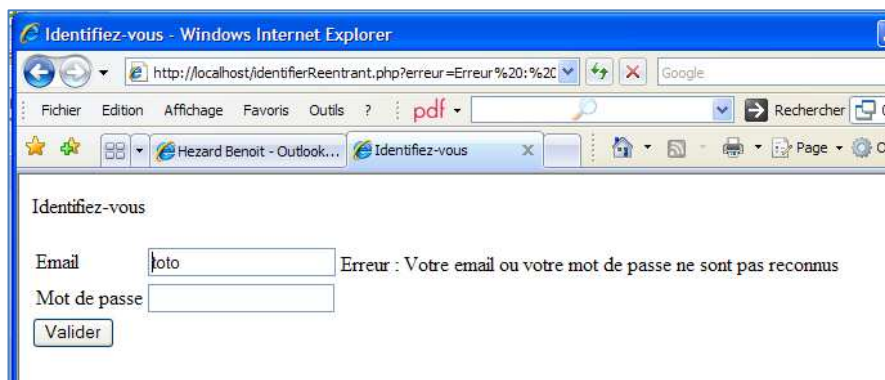 Identifiez-vous - Windows Internet Explorer
http://localhost/identifierReentrant.php?erreur=Erreur%20:%20 Google
Fichier Edition Affichage Favoris Outils ? pdf Rechercher
Hezard Benoit - Outlook... Identifiez-vous x Page
Identifiez-vous
Email toto Erreur : Votre email ou votre mot de passe ne sont pas reconnus
Mot de passe
Valider